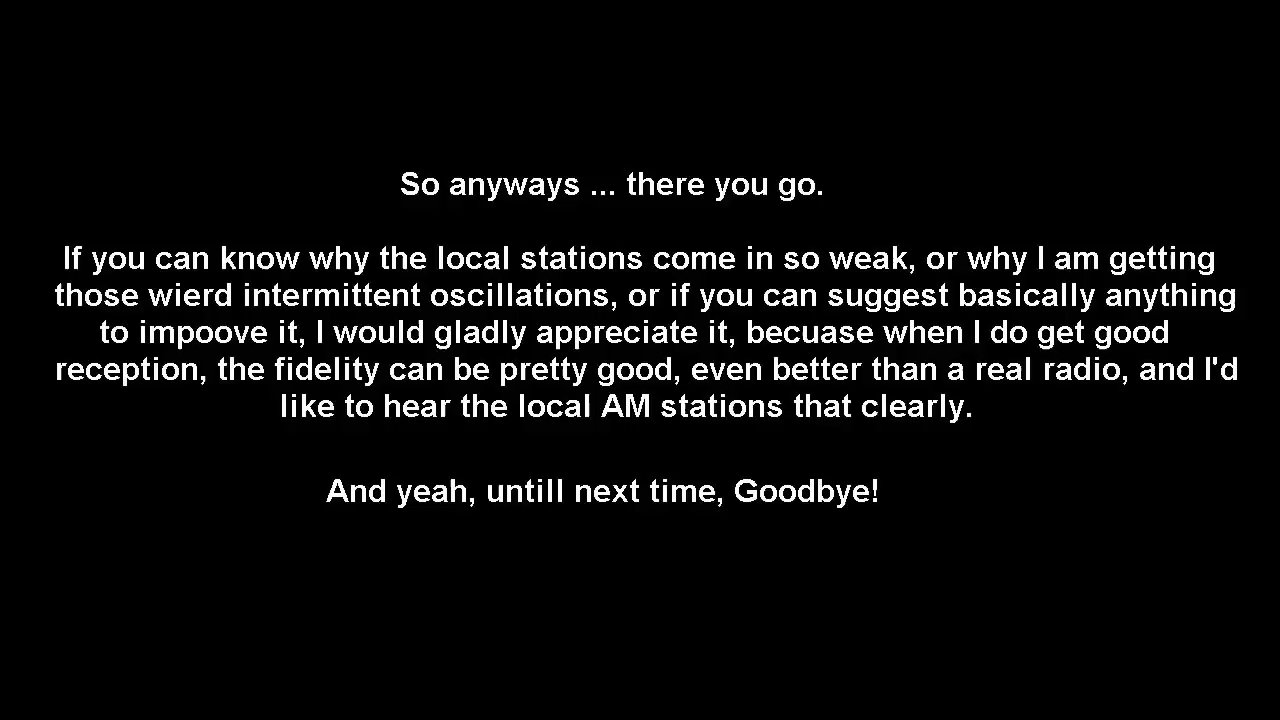 So anyways ... there you go.
If you can know why the local stations come in so weak, or why I am getting
those wierd intermittent oscillations, or if you can suggest basically anything
to impoove it, I would gladly appreciate it, becuase when I do get good
reception, the fidelity can be pretty good, even better than a real radio, and I'd
like to hear the local AM stations that clearly.
And yeah, untill next time, Goodbye!